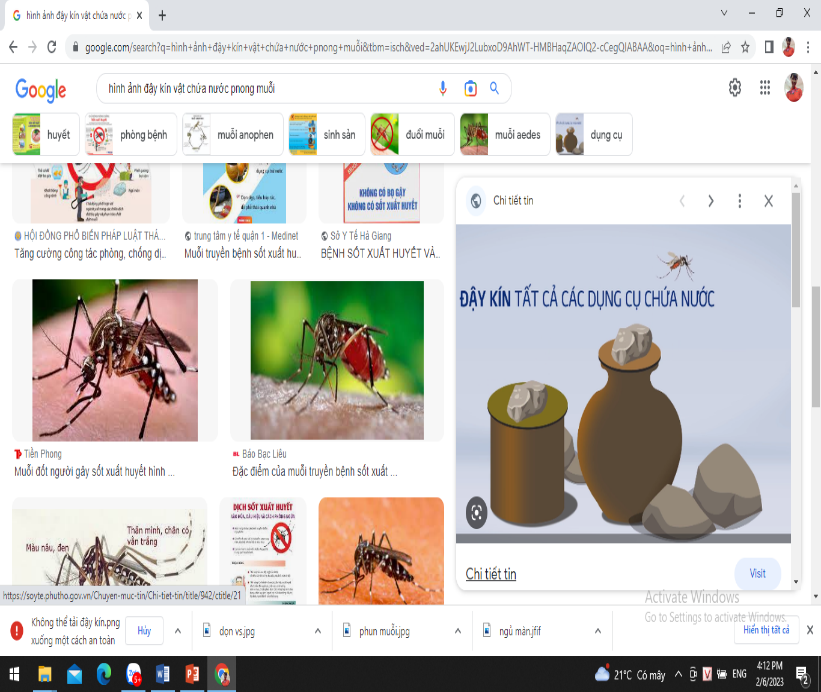 hình ảnh đậy kín vât chứa nước p
google.com/search?q=hình+ảnh+đậy+kín+vật+chứa+nước+pnong+muỗi&tbm=isch&ved=2ahUKEwjJ2LubxoD9AhWT-HMBHaqZAOIQ2-cCegQIABAA&oq=hình+ảnh...
Google
hình ảnh đậy kín vât chứa nước pnong muỗi
huyết
phòng bệnh
muỗi anophen
sinh sản
đuổi muỗi
muỗi aedes
dụng cụ
KHÔNG CÓ BỌ GẬY
KHÔNG CÓ SỐT XUẤT HUYẾT
HỘI ĐỒNG PHỔ BIẾN PHÁP LUẬT THÀ...
Tăng cường công tác phòng, chống dị...
trung tâm y tế quận 1 - Medinet
Muỗi truyền bệnh sốt xuất hu...
Sở Y Tế Hà Giang
BỆNH SỐT XUẤT HUYẾT VÀ...
Tiền Phong
Muỗi đốt người gây sốt xuất huyết hình ...
Báo Bạc Liêu
Đặc điểm của muỗi truyền bệnh sốt xuất ...
Màu nâu, đen
Thân mình, chân có
vằn trắng
DỊCH SỐT XUẤT HUYẾT
Chi tiết tin
ĐẬY KÍN TẤT CẢ CÁC DỤNG CỤ CHỨA NƯỚC
Chi tiết tin
Visit
https://soyte.phutho.gov.vn/Chuyen-muc-tin/Chi-tiet-tin/title/942/ctitle/21
Activate Windows
Go to Settings to activate Windows.
Không thể tải đậy kín.png
xuống một cách an toàn
Hủy
dọn vs.jpg
phun muỗi.jpg
ngủ màn.jfif
Hiển thị tất cả
21°C Có mây
ENG
4:12 PM
2/6/2023
2